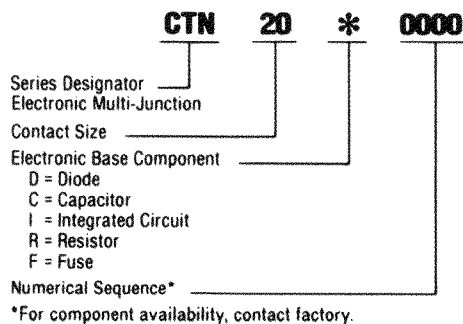 CTN 20 * 0000
Series Designator
Electronic Multi-Junction
Contact Size
Electronic Base Component
D = Diode
C = Capacitor
I = Integrated Circuit
R = Resistor
F = Fuse
Numerical Sequence*
*For component availability, contact factory.